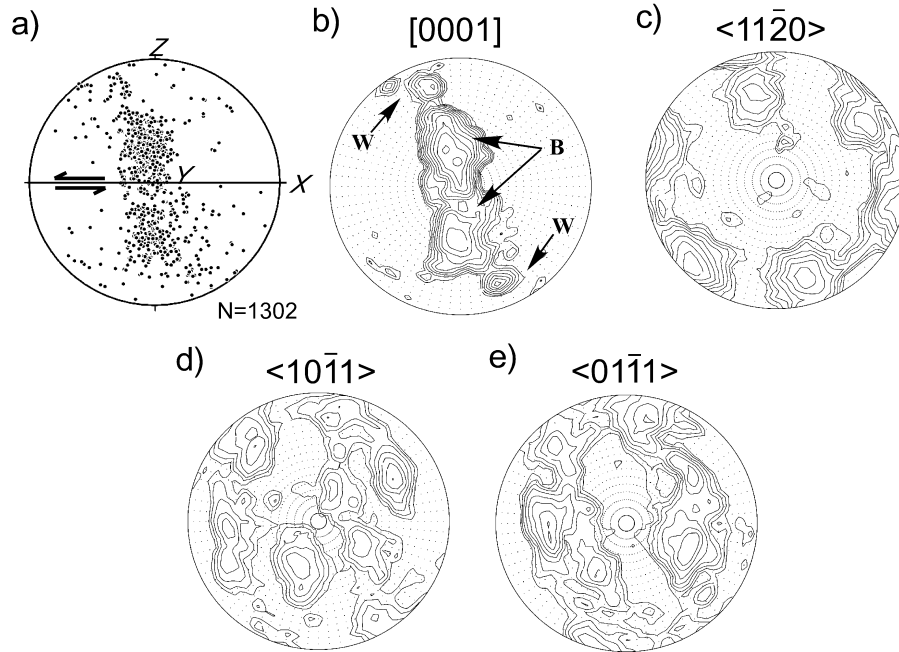 a)
Z
Y
X
N=1302
b)
[0001]
W
B
W
c)
<112̄0>
d)
<101̄1>
e)
<011̄1>